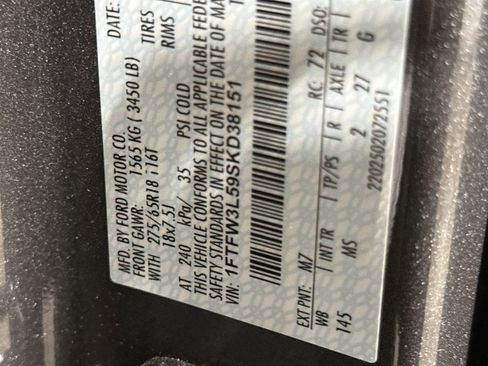 DATE:
MFD. BY FORD MOTOR CO.
FRONT GAWR: 1565 KG ( 3450 LB)
WITH TIRES
275/65R18 i 16T RIMS
18x7.5J
AT 240 kPa/ 35 PSI COLD
THIS VEHICLE CONFORMS TO ALL APPLICABLE FEDE
SAFETY STANDARDS IN EFFECT ON THE DATE OF MA
VIN: 1FTFW3L59SKD38151
EXT PNT: M7 RC: 72 DSO:
WB INT TR TP/PS R AXLE TR
145 MS 2 27 G
2202502072551